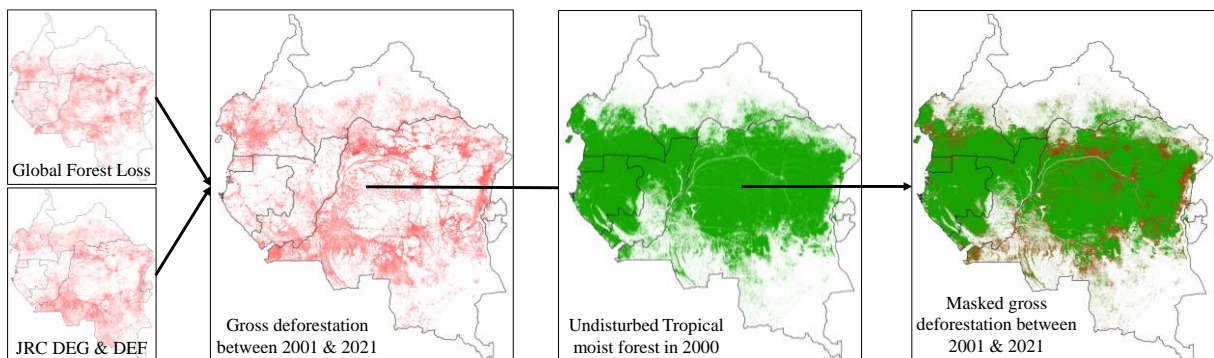 Global Forest Loss
JRC DEG & DEF
Gross deforestation
between 2001 & 2021
Undisturbed Tropical
moist forest in 2000
Masked gross
deforestation between
2001 & 2021